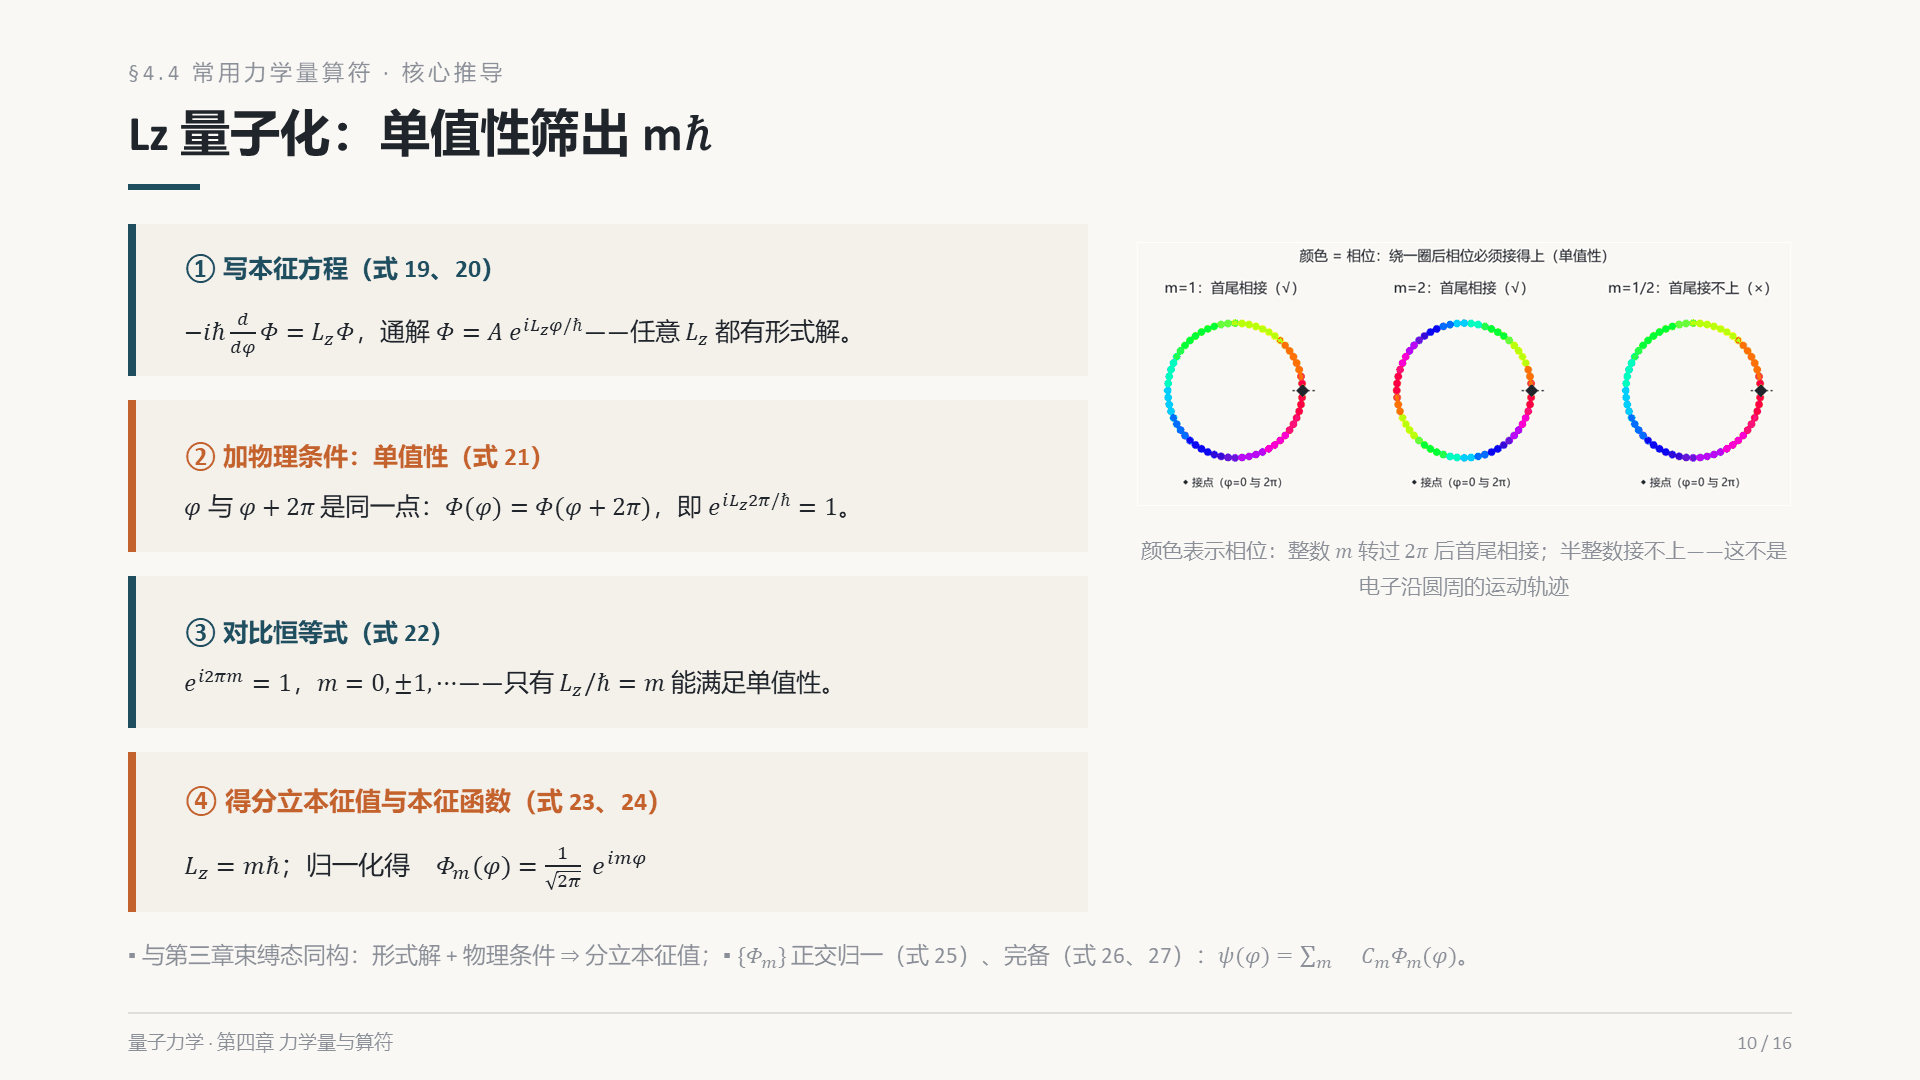 §4.4 常用力学量算符 · 核心推导
Lz 量子化：单值性筛出 mℏ
① 写本征方程（式 19、20）
−iℏ d/dφ Φ = L_zΦ，通解 Φ = A e^{iL_zφ/ℏ}——任意 L_z 都有形式解。
② 加物理条件：单值性（式 21）
φ 与 φ + 2π 是同一点：Φ(φ) = Φ(φ + 2π)，即 e^{iL_z2π/ℏ} = 1。
③ 对比恒等式（式 22）
e^{i2πm} = 1，m = 0, ±1, ⋯——只有 L_z/ℏ = m 能满足单值性。
④ 得分立本征值与本征函数（式 23、24）
L_z = mℏ；归一化得 Φ_m(φ) = 1/√2π e^{imφ}
颜色 = 相位：绕一圈后相位必须接得上（单值性）
m=1：首尾相接（√） m=2：首尾相接（√） m=1/2：首尾接不上（×）
◆ 接点（φ=0 与 2π） ◆ 接点（φ=0 与 2π） ◆ 接点（φ=0 与 2π）
颜色表示相位：整数 m 转过 2π 后首尾相接；半整数接不上——这不是
电子沿圆周的运动轨迹
▪ 与第三章束缚态同构：形式解 + 物理条件 ⇒ 分立本征值；▪ {Φ_m} 正交归一（式 25）、完备（式 26、27）：ψ(φ) = ∑_m C_mΦ_m(φ)。
量子力学 · 第四章 力学量与算符
10 / 16